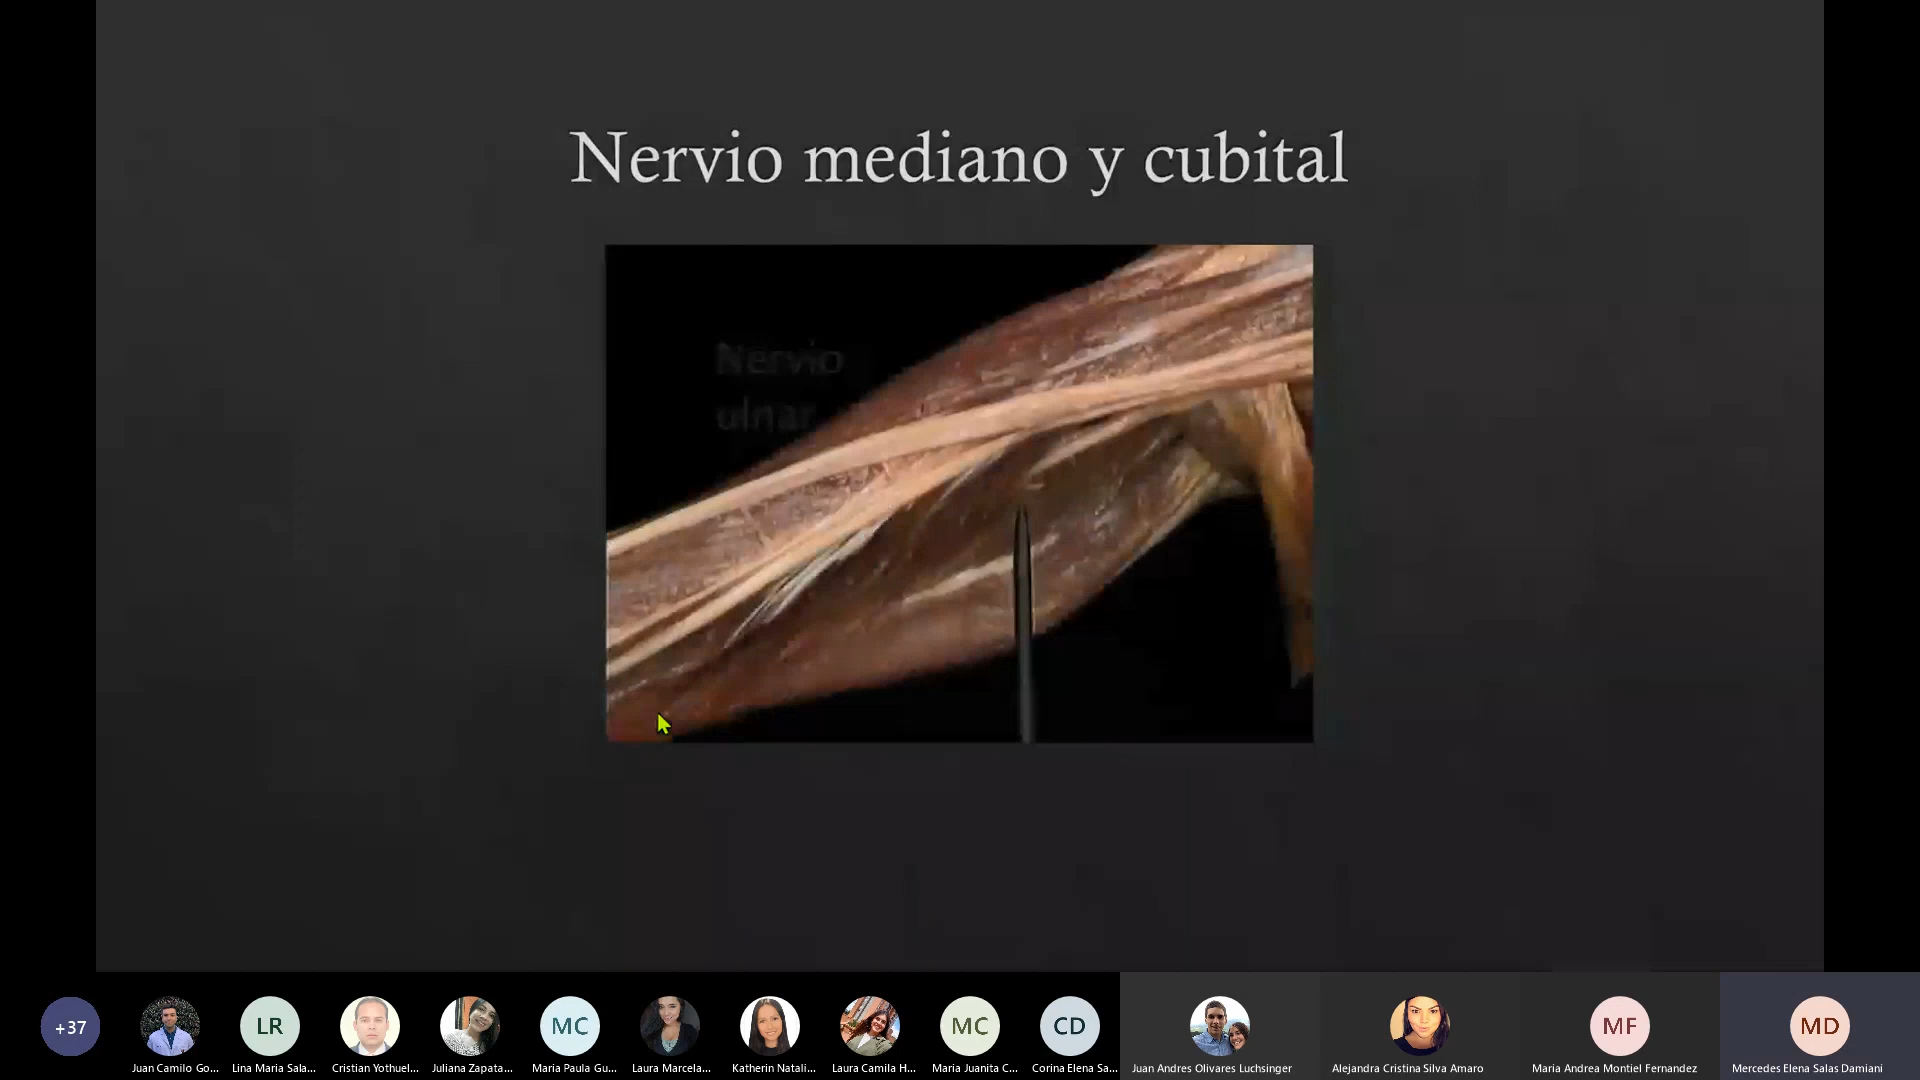 Nervio mediano y cubital
Nervio
ulnar
+37
LR
MC
MC
CD
MF
MD
Juan Camilo Go...
Lina Maria Sala...
Cristian Yothuel...
Juliana Zapata...
Maria Paula Gu...
Laura Marcela...
Katherin Natali...
Laura Camila H...
Maria Juanita C...
Corina Elena Sa...
Juan Andres Olivares Luchsinger
Alejandra Cristina Silva Amaro
Maria Andrea Montiel Fernandez
Mercedes Elena Salas Damiani